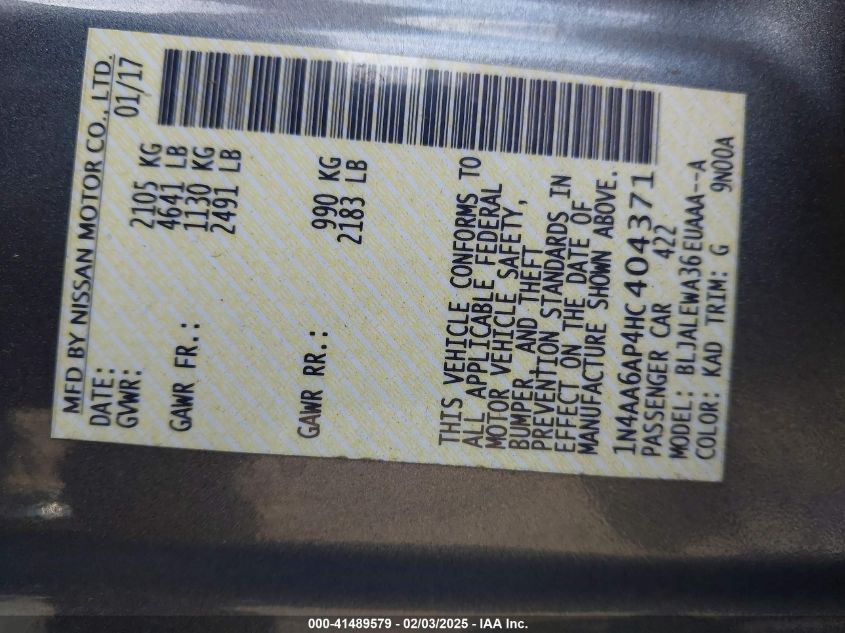 MFD BY NISSAN MOTOR CO., LTD.
DATE: 01/17
GVWR: 2105 KG
4641 LB
GAWR FR.: 1130 KG
2491 LB
GAWR RR.: 990 KG
2183 LB
THIS VEHICLE CONFORMS TO
ALL APPLICABLE FEDERAL
MOTOR VEHICLE SAFETY,
BUMPER, AND THEFT
PREVENTION STANDARDS IN
EFFECT ON THE DATE OF
MANUFACTURE SHOWN ABOVE.
1N4AA6AP4HC404371
PASSENGER CAR 422
MODEL: BLJALEWA36EUAAA--A
COLOR: KAD TRIM: G 9N00A
000-41489579 - 02/03/2025 - IAA Inc.